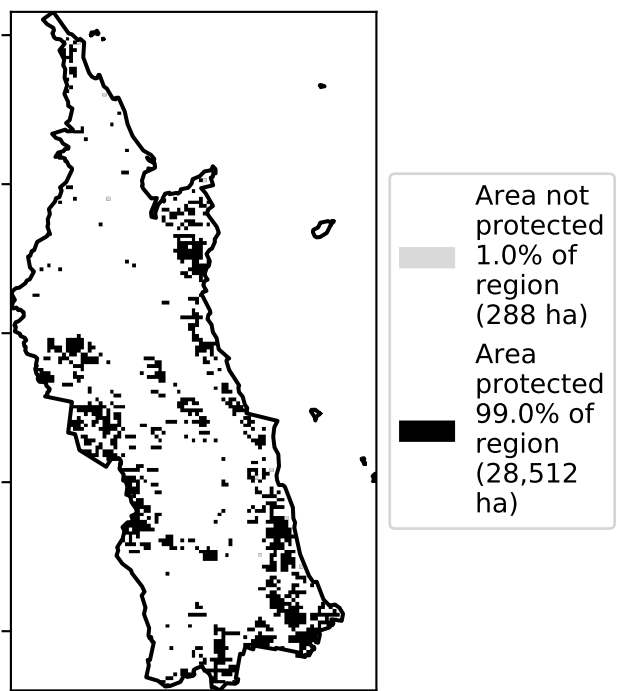 Area not
protected
1.0% of
region
(288 ha)
Area
protected
99.0% of
region
(28,512
ha)